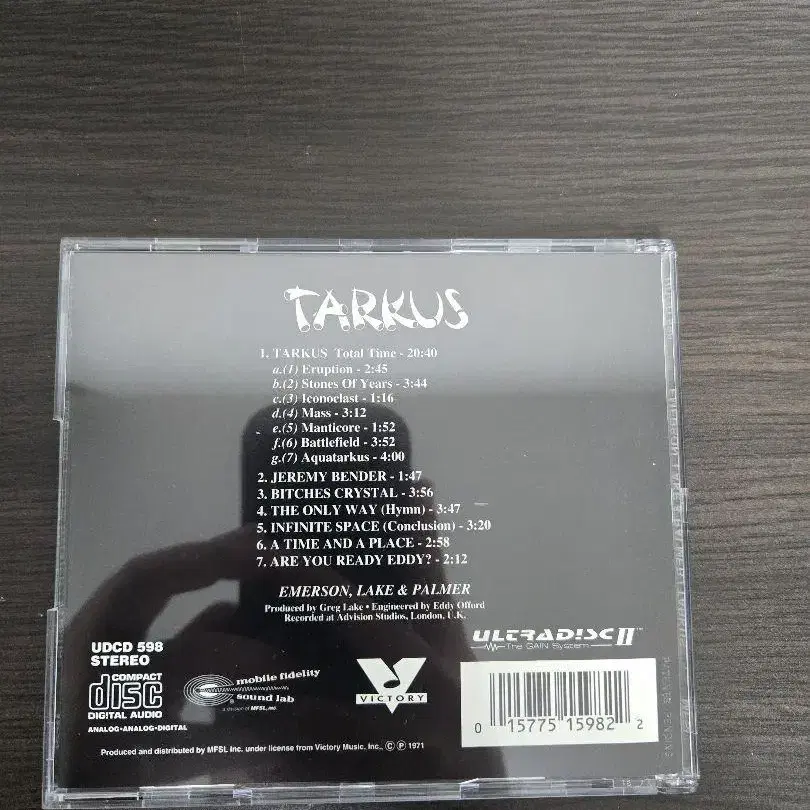 TARKUS
1. TARKUS Total Time - 20:40
a.(1) Eruption - 2:45
b.(2) Stones Of Years - 3:44
c.(3) Iconoclast - 1:16
d.(4) Mass - 3:12
e.(5) Manticore - 1:52
f.(6) Battlefield - 3:52
g.(7) Aquatarkus - 4:00
2. JEREMY BENDER - 1:47
3. BITCHES CRYSTAL - 3:56
4. THE ONLY WAY (Hymn) - 3:47
5. INFINITE SPACE (Conclusion) - 3:20
6. A TIME AND A PLACE - 2:58
7. ARE YOU READY EDDY? - 2:12
EMERSON, LAKE & PALMER
Produced by Greg Lake • Engineered by Eddy Offord
Recorded at Advision Studios, London, U.K.
ULTRADISC II™
The GAIN System
UDCD 598
STEREO
COMPACT
disc
DIGITAL AUDIO
ANALOG•ANALOG•DIGITAL
mobile fidelity
sound lab
a division of MFSL, inc.
VICTORY
0 15775 15982 2
Produced and distributed by MFSL Inc. under license from Victory Music, Inc., Ⓒ Ⓟ 1971